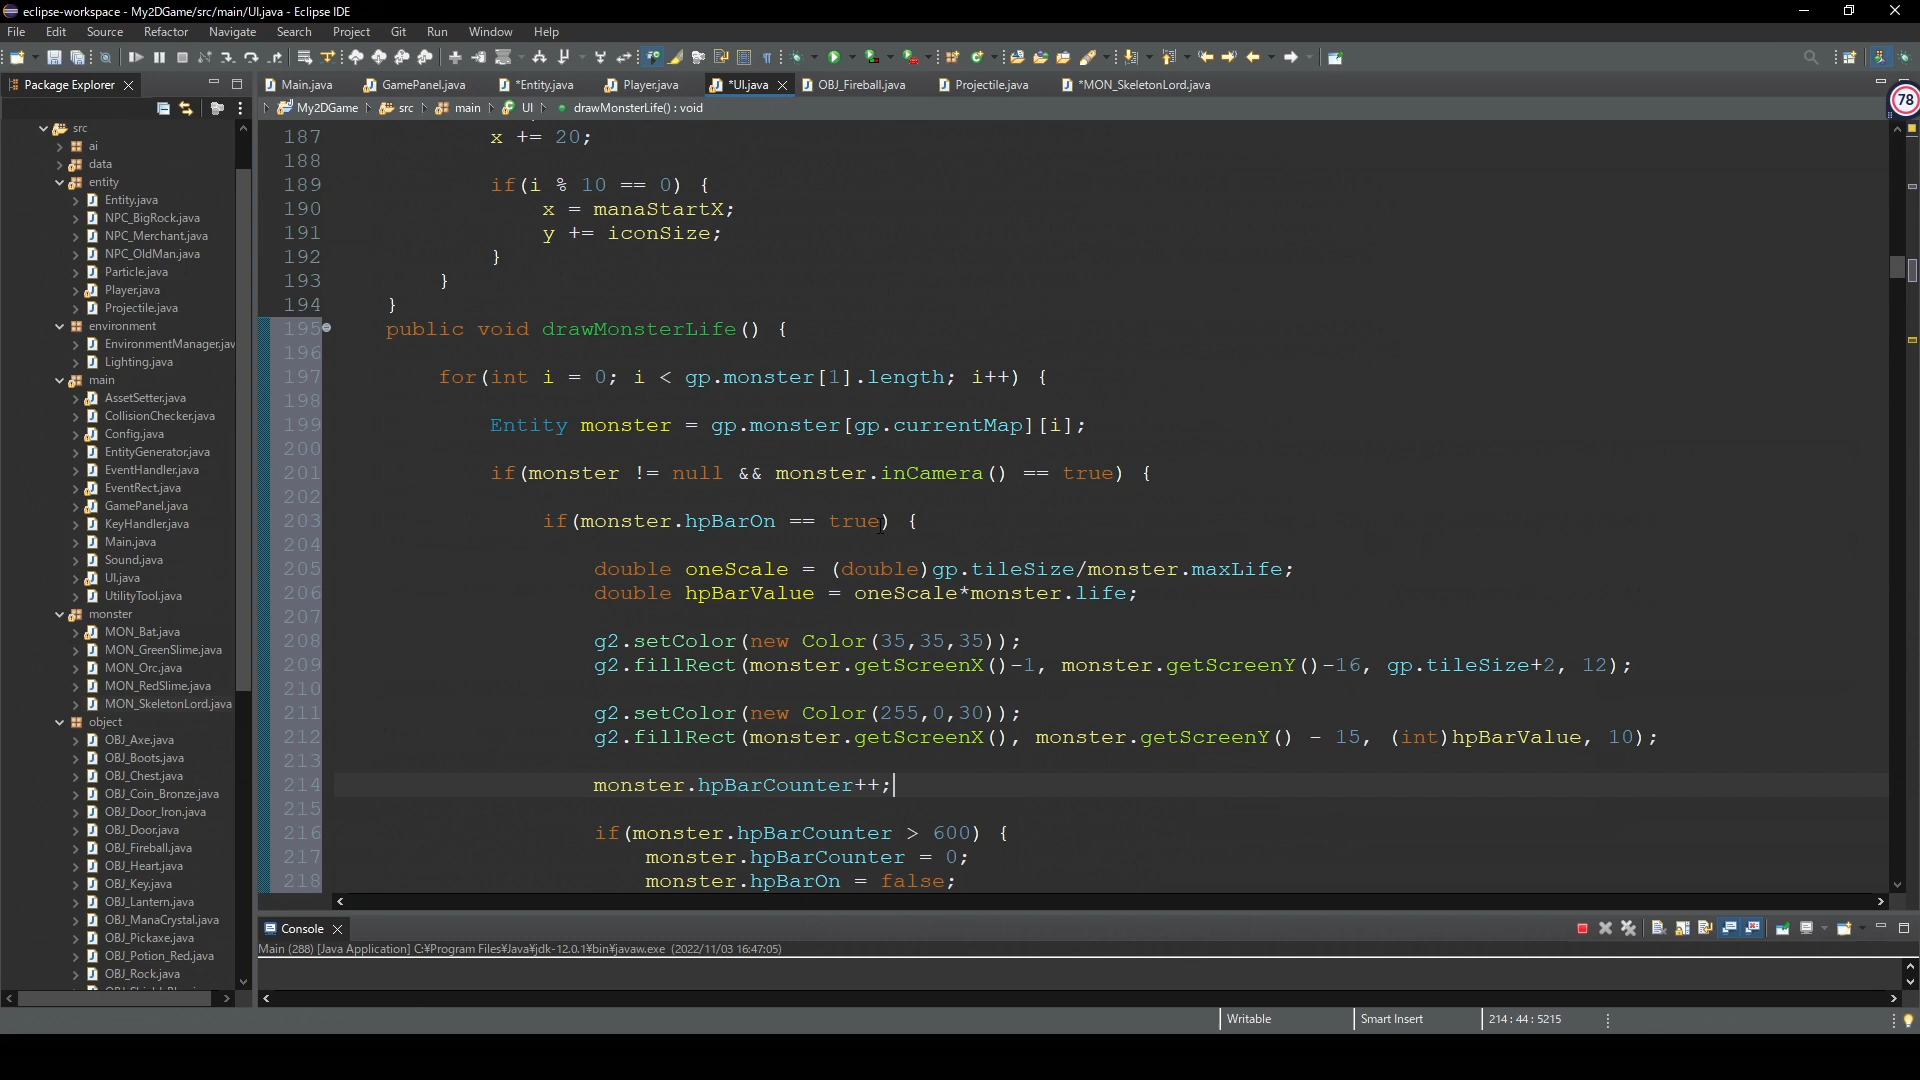 eclipse-workspace - My2DGame/src/main/UI.java - Eclipse IDE
File Edit Source Refactor Navigate Search Project Git Run Window Help
Package Explorer
Main.java GamePanel.java *Entity.java Player.java *UI.java OBJ_Fireball.java Projectile.java *MON_SkeletonLord.java
78
My2DGame src main UI drawMonsterLife() : void
src
ai
data
entity
Entity.java
NPC_BigRock.java
NPC_Merchant.java
NPC_OldMan.java
Particle.java
Player.java
Projectile.java
environment
EnvironmentManager.jav
Lighting.java
main
AssetSetter.java
CollisionChecker.java
Config.java
EntityGenerator.java
EventHandler.java
EventRect.java
GamePanel.java
KeyHandler.java
Main.java
Sound.java
UI.java
UtilityTool.java
monster
MON_Bat.java
MON_GreenSlime.java
MON_Orc.java
MON_RedSlime.java
MON_SkeletonLord.java
object
OBJ_Axe.java
OBJ_Boots.java
OBJ_Chest.java
OBJ_Coin_Bronze.java
OBJ_Door_Iron.java
OBJ_Door.java
OBJ_Fireball.java
OBJ_Heart.java
OBJ_Key.java
OBJ_Lantern.java
OBJ_ManaCrystal.java
OBJ_Pickaxe.java
OBJ_Potion_Red.java
OBJ_Rock.java
187 x += 20;
188
189 if(i % 10 == 0) {
190 x = manaStartX;
191 y += iconSize;
192 }
193 }
194 }
195 public void drawMonsterLife() {
196
197 for(int i = 0; i < gp.monster[1].length; i++) {
198
199 Entity monster = gp.monster[gp.currentMap][i];
200
201 if(monster != null && monster.inCamera() == true) {
202
203 if(monster.hpBarOn == true) {
204
205 double oneScale = (double)gp.tileSize/monster.maxLife;
206 double hpBarValue = oneScale*monster.life;
207
208 g2.setColor(new Color(35,35,35));
209 g2.fillRect(monster.getScreenX()-1, monster.getScreenY()-16, gp.tileSize+2, 12);
210
211 g2.setColor(new Color(255,0,30));
212 g2.fillRect(monster.getScreenX(), monster.getScreenY() - 15, (int)hpBarValue, 10);
213
214 monster.hpBarCounter++;
215
216 if(monster.hpBarCounter > 600) {
217 monster.hpBarCounter = 0;
218 monster.hpBarOn = false;
Console
Main (288) [Java Application] C:¥Program Files¥Java¥jdk-12.0.1¥bin¥javaw.exe (2022/11/03 16:47:05)
Writable Smart Insert 214 : 44 : 5215